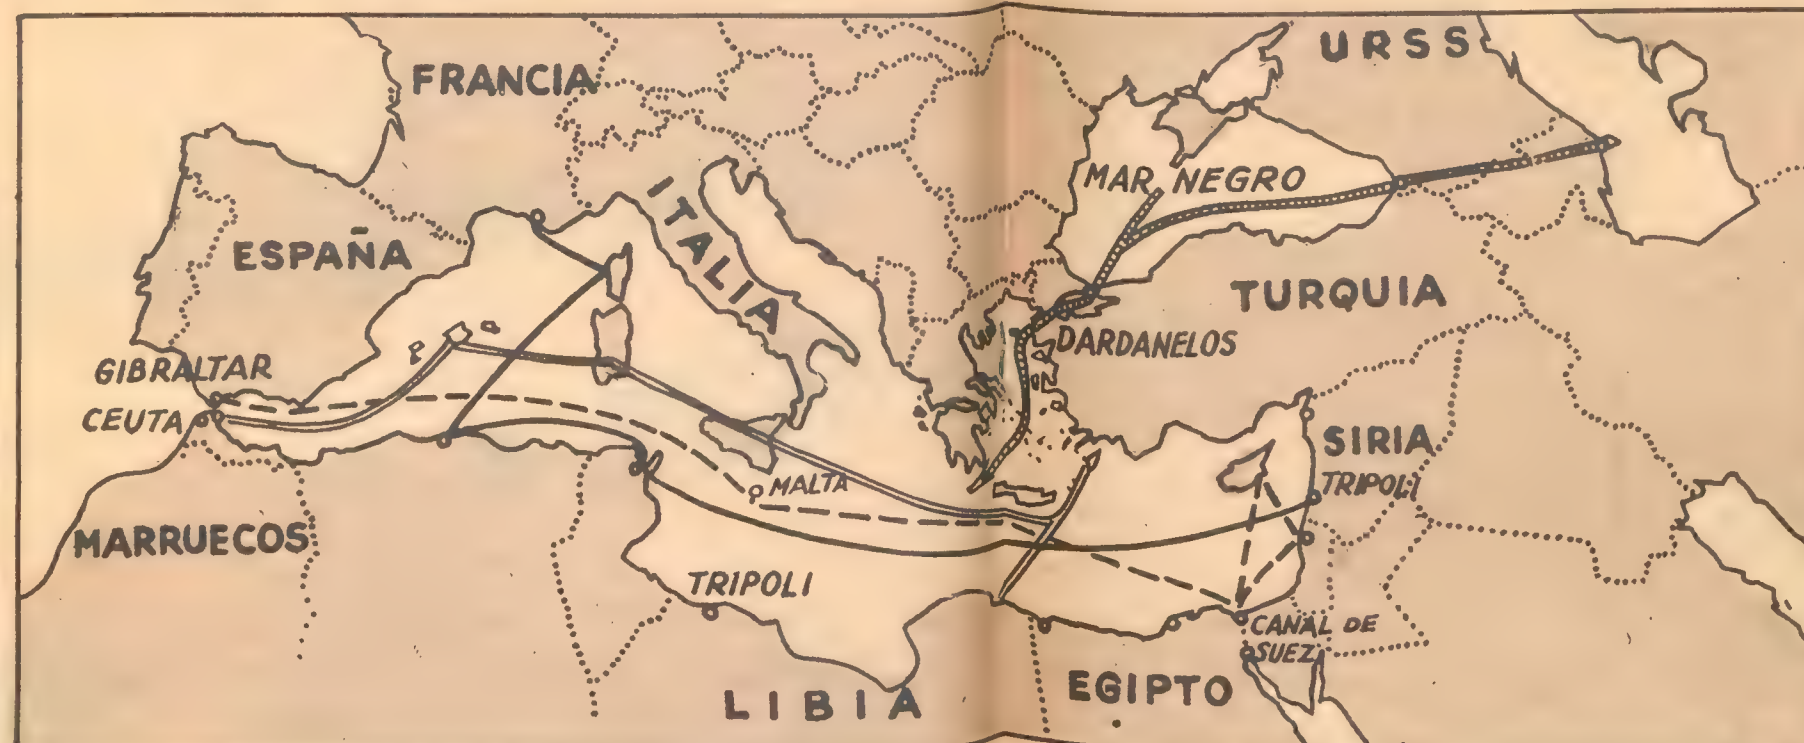 URSS
FRANCIA
MAR NEGRO
ITALIA
ESPAÑA
TURQUIA
DARDANELOS
GIBRALTAR
CEUTA
SIRIA
TRIPOLI
MALTA
MARRUECOS
TRIPOLI
CANAL DE
SUEZ
LIBIA
EGIPTO